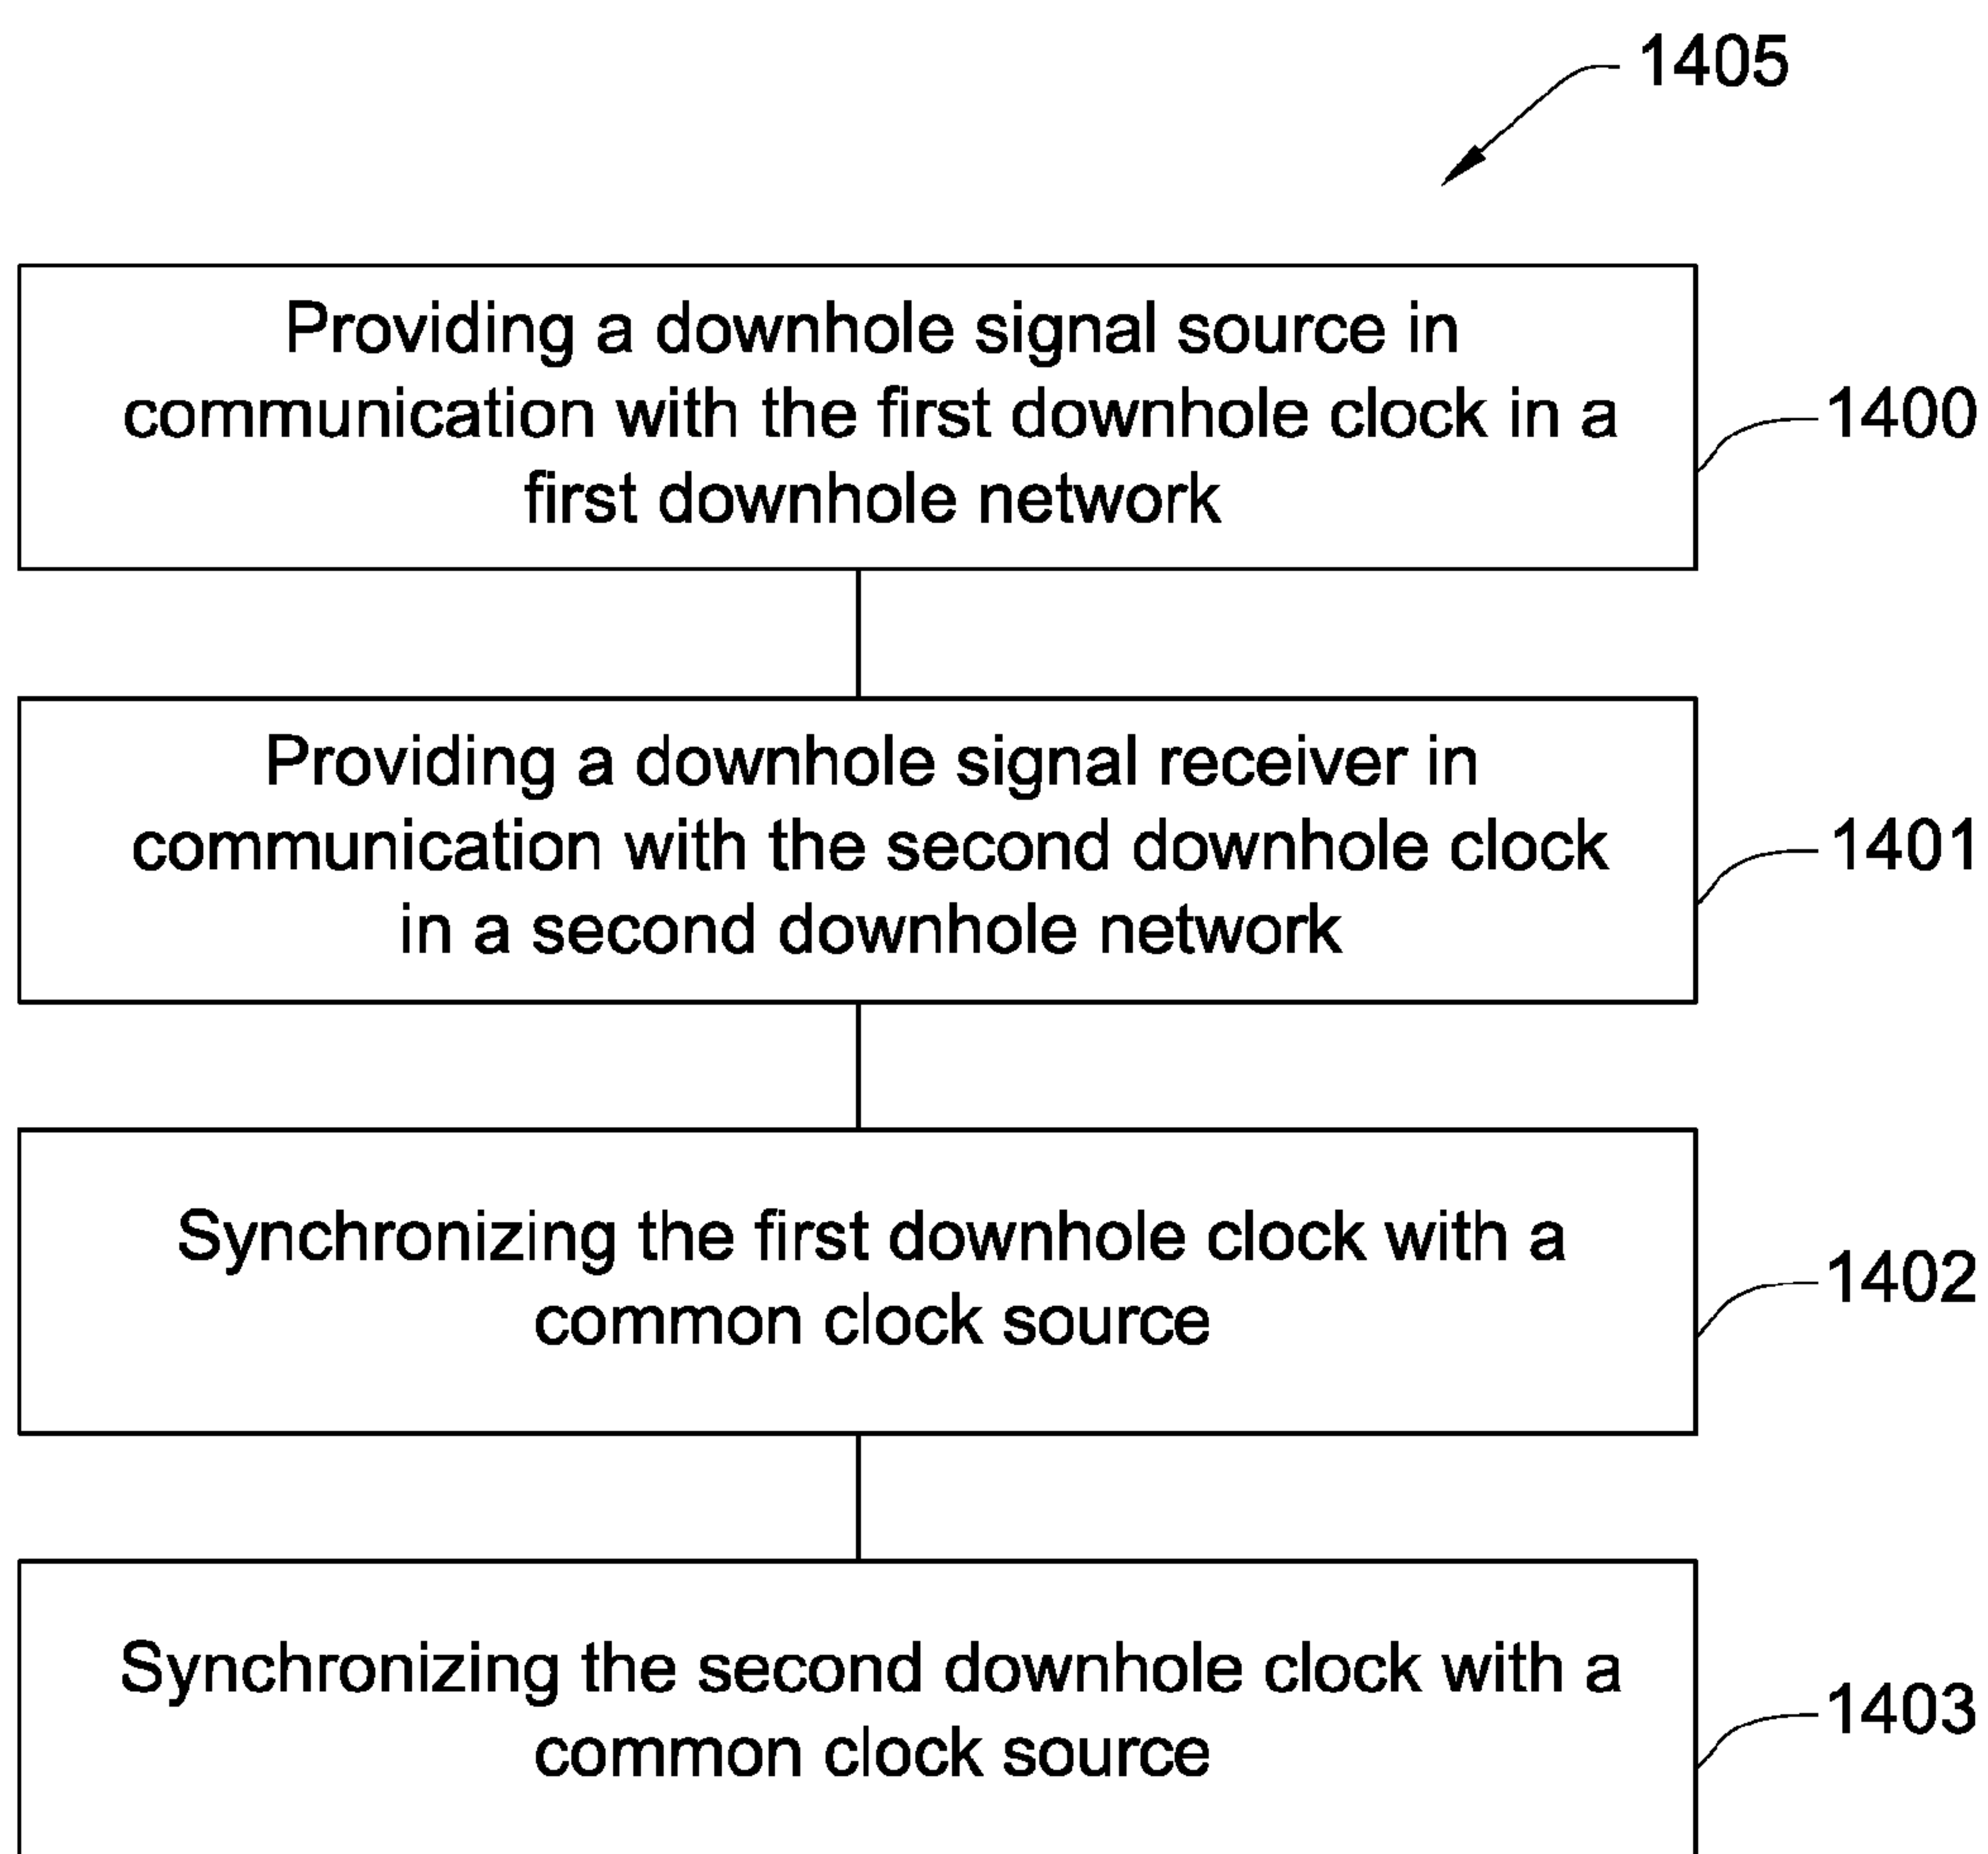 1405
Providing a downhole signal source in
communication with the first downhole clock in a
first downhole network
1400
Providing a downhole signal receiver in
communication with the second downhole clock
in a second downhole network
1401
Synchronizing the first downhole clock with a
common clock source
1402
Synchronizing the second downhole clock with a
common clock source
1403